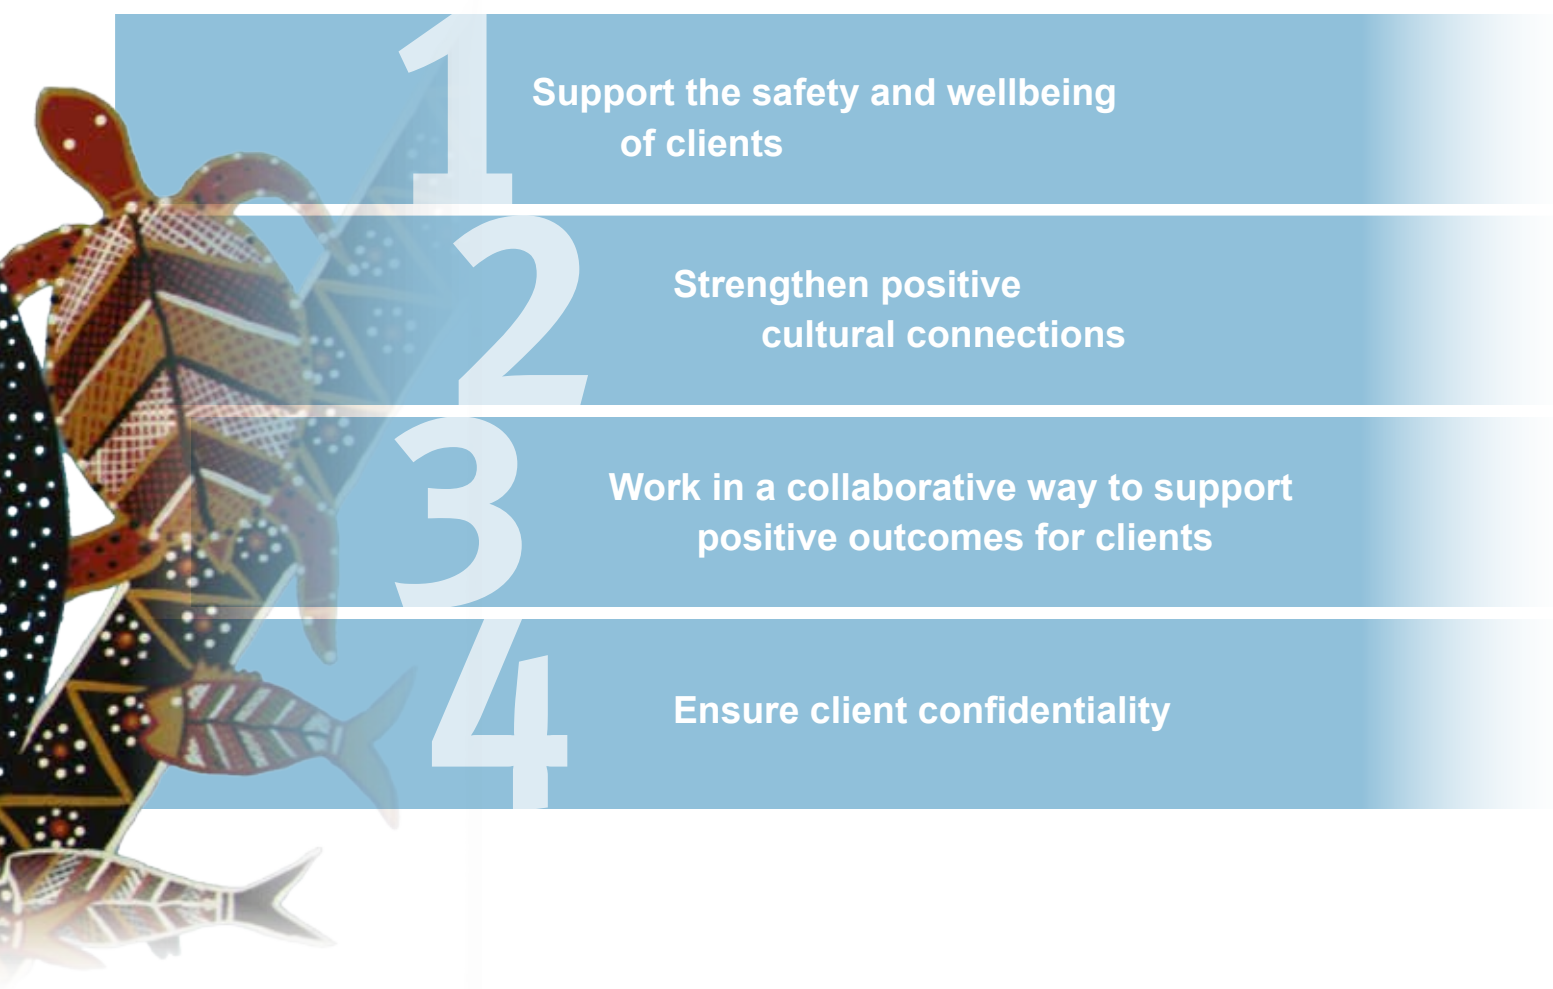 1
Support the safety and wellbeing
of clients
2
Strengthen positive
cultural connections
3
Work in a collaborative way to support
positive outcomes for clients
4
Ensure client confidentiality